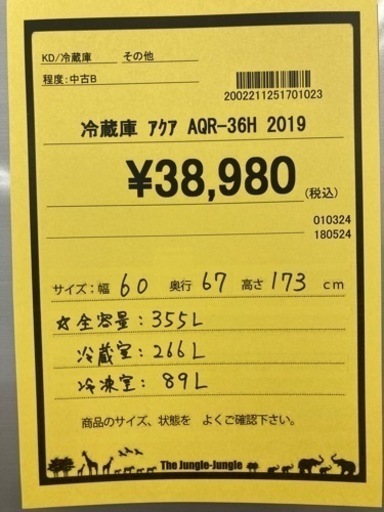 KD/冷蔵庫 その他
程度:中古B
2002211251701023
冷蔵庫 ｱｸｱ AQR-36H 2019
¥38,980(税込)
010324
180524
サイズ:幅 60 奥行 67 高さ 173 cm
☆全容量:355L
冷蔵室:266L
冷凍室:89L
商品のサイズ、状態を よくご確認下さい。
The Jungle-Jungle